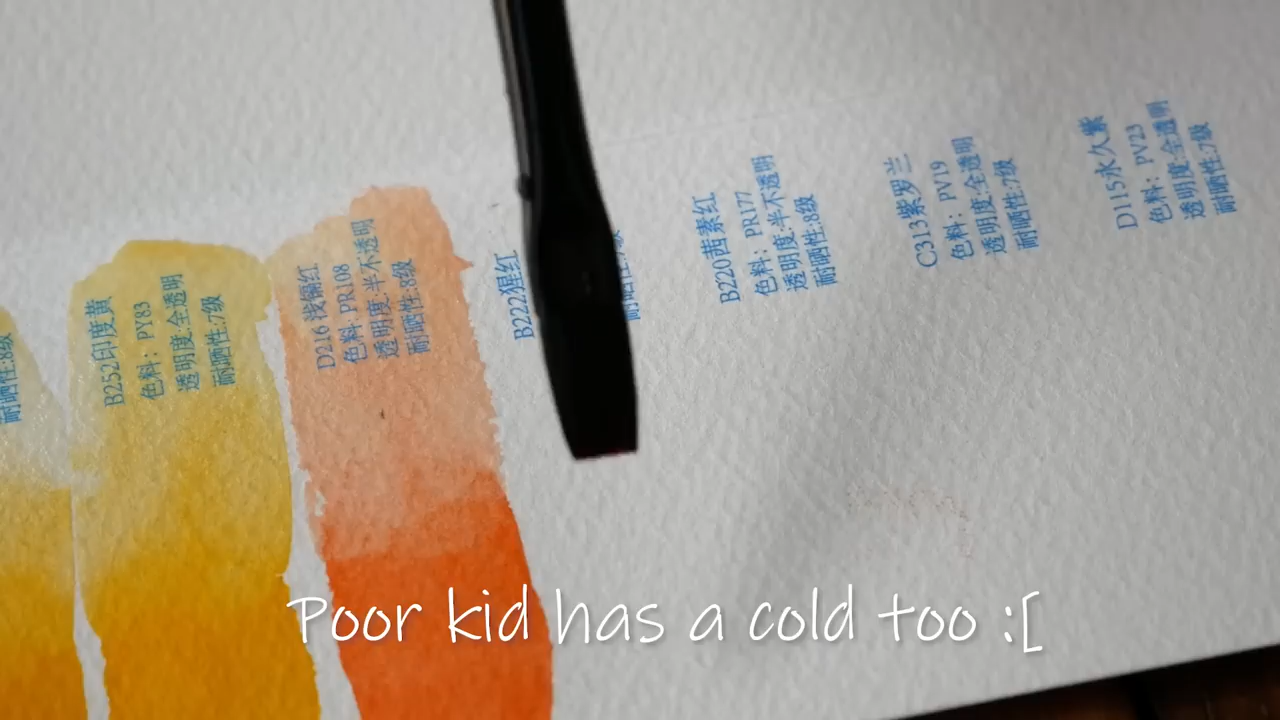 耐晒性:8级
B252印度黄
色料：PY83
透明度:全透明
耐晒性:7级
D216 浅镉红
色料:PR108
透明度:半不透明
耐晒性:8级
B222猩红
耐晒
B220茜素红
色料：PR177
透明度:半不透明
耐晒性:8级
C313紫罗兰
色料：PV19
透明度:全透明
耐晒性:7级
D115永久紫
色料：PV23
透明度:全透明
耐晒性:7级
Poor kid has a cold too :[